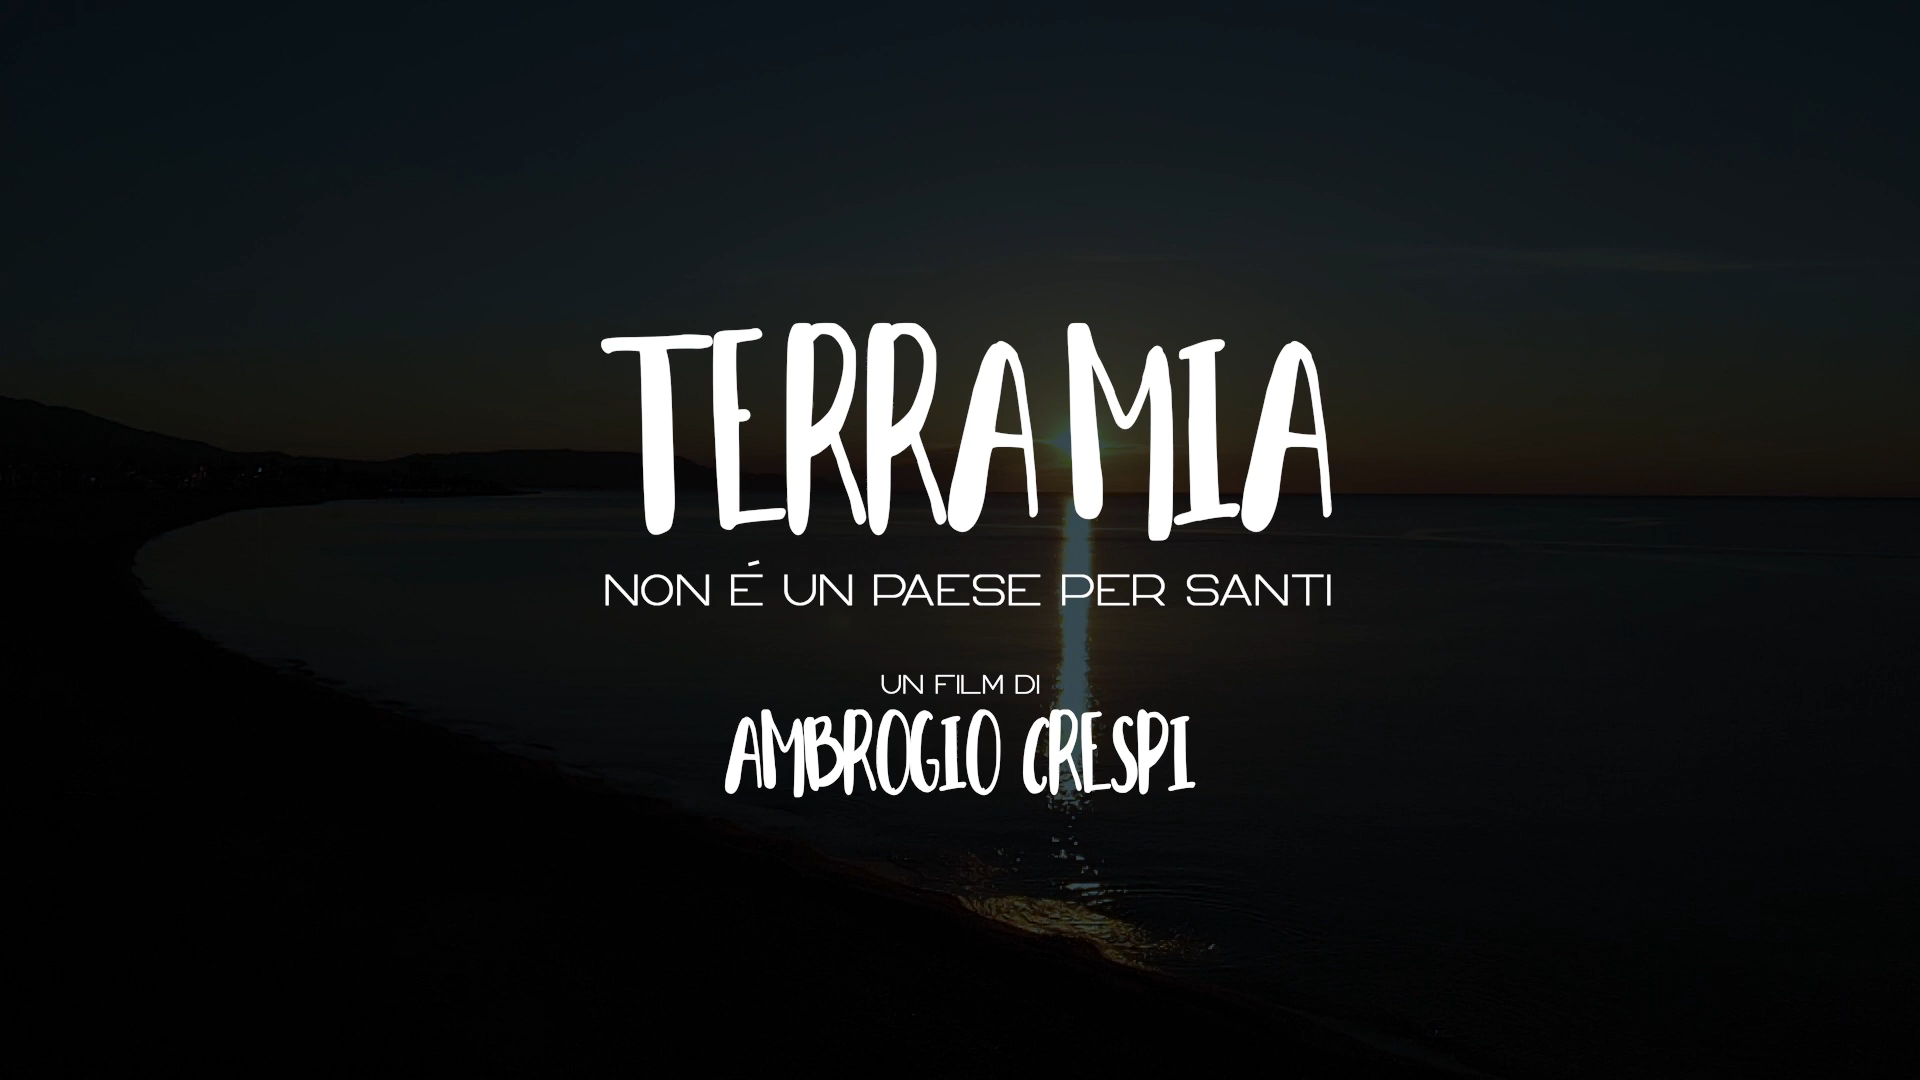 TERRA MIA
NON É UN PAESE PER SANTI
UN FILM DI
AMBROGIO CRESPI